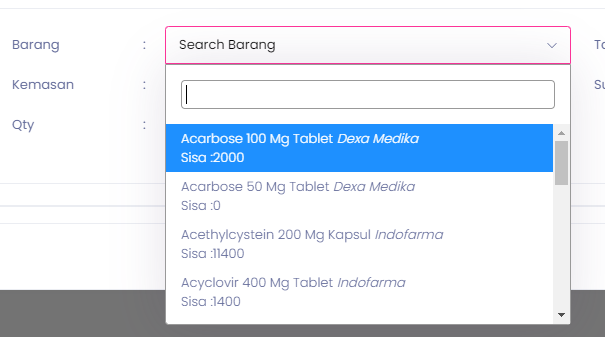 Barang : Search Barang Ta
Kemasan : Su
Qty :
Acarbose 100 Mg Tablet Dexa Medika
Sisa :2000
Acarbose 50 Mg Tablet Dexa Medika
Sisa :0
Acethylcystein 200 Mg Kapsul Indofarma
Sisa :11400
Acyclovir 400 Mg Tablet Indofarma
Sisa :1400